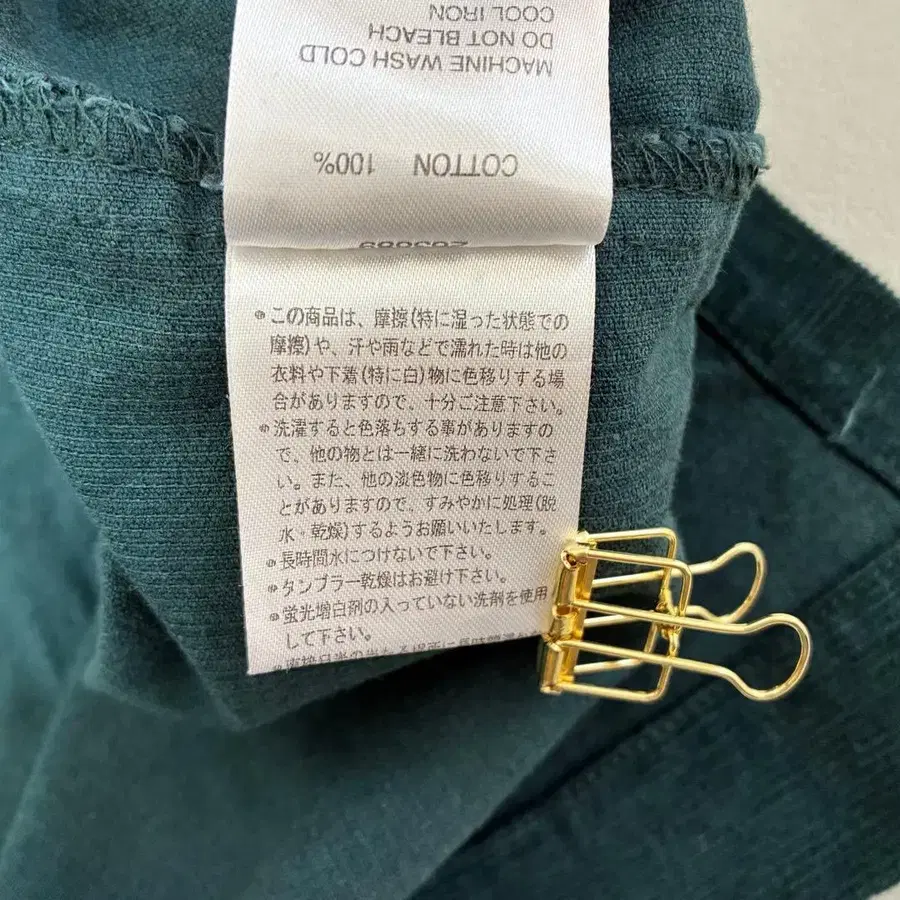 COOL IRON
DO NOT BLEACH
MACHINE WASH COLD
COTTON 100%
●この商品は、摩擦(特に湿った状態での
摩擦)や、汗や雨などで濡れた時は他の
衣料や下着(特に白)物に色移りする場
合がありますので、十分ご注意下さい。
●洗濯すると色落ちする事がありますの
で、他の物とは一緒に洗わないで下さ
い。また、他の淡色物に色移りするこ
とがありますので、すみやかに処理(脱
水・乾燥)するようお願いいたします。
●長時間水につけないで下さい。
●タンブラー乾燥はお避け下さい。
●蛍光増白剤の入っていない洗剤を使用
して下さい。